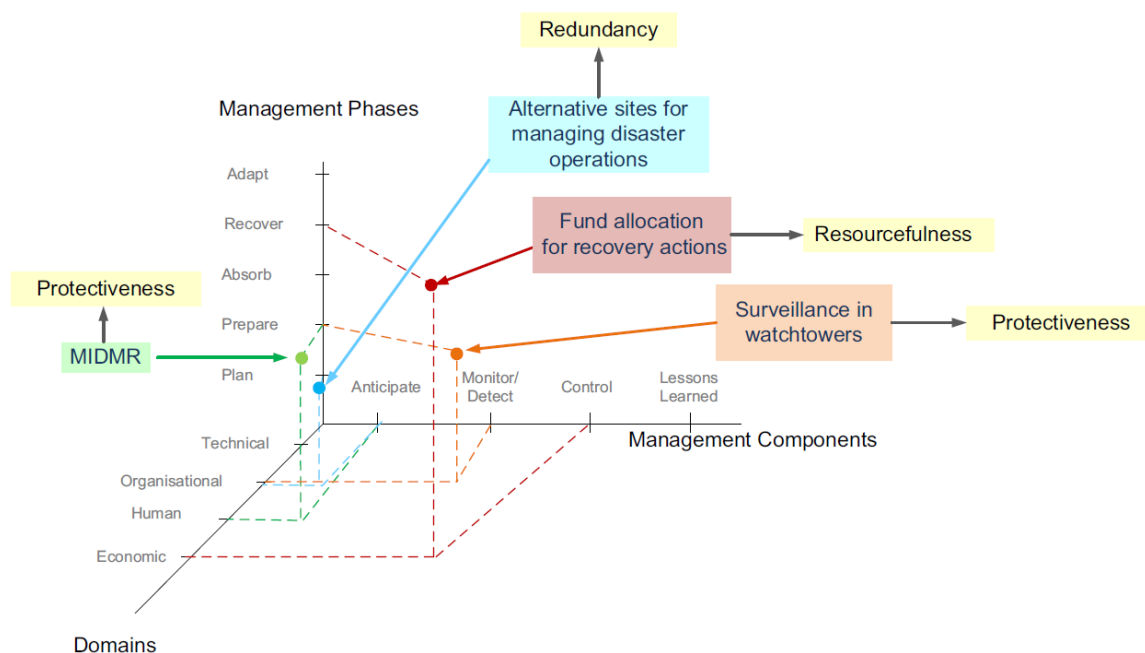 Redundancy
Management Phases
Alternative sites for
managing disaster
operations
Adapt
Recover
Fund allocation
for recovery actions
Resourcefulness
Absorb
Protectiveness
Prepare
Surveillance in
watchtowers
Protectiveness
MIDMR
Plan
Anticipate
Monitor/
Detect
Control
Lessons
Learned
Management Components
Technical
Organisational
Human
Economic
Domains